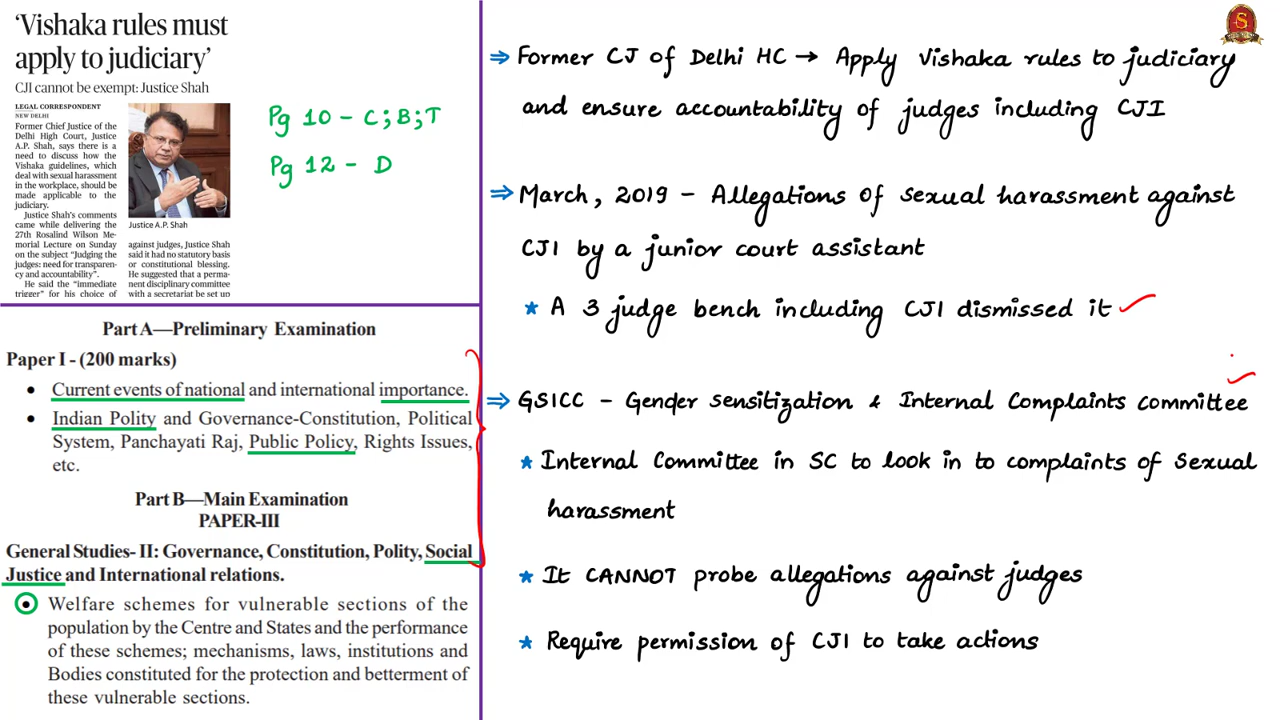 ‘Vishaka rules must
apply to judiciary’
CJI cannot be exempt: Justice Shah
LEGAL CORRESPONDENT
NEW DELHI
Former Chief Justice of the
Delhi High Court, Justice
A.P. Shah, says there is a
need to discuss how the
Vishaka guidelines, which
deal with sexual harassment
in the workplace, should be
made applicable to the
judiciary.
Justice Shah's comments
came while delivering the
27th Rosalind Wilson Me-
morial Lecture on Sunday
on the subject “Judging the
judges: need for transparen-
cy and accountability”.
He said the “immediate
trigger” for his choice of
Justice A.P. Shah
against judges, Justice Shah
said it had no statutory basis
or constitutional blessing.
He suggested that a perma-
nent disciplinary committee
with a secretariat be set up
Pg 10 - C;B;T
Pg 12 - D
Part A—Preliminary Examination
Paper I - (200 marks)
• Current events of national and international importance.
• Indian Polity and Governance-Constitution, Political
System, Panchayati Raj, Public Policy, Rights Issues,
etc.
Part B—Main Examination
PAPER-III
General Studies- II: Governance, Constitution, Polity, Social
Justice and International relations.
• Welfare schemes for vulnerable sections of the
population by the Centre and States and the performance
of these schemes; mechanisms, laws, institutions and
Bodies constituted for the protection and betterment of
these vulnerable sections.
⇒ Former CJ of Delhi HC → Apply Vishaka rules to judiciary
and ensure accountability of judges including CJI
⇒ March, 2019 - Allegations of sexual harassment against
CJI by a junior court assistant
* A 3 judge bench including CJI dismissed it
⇒ GSICC - Gender sensitization & Internal Complaints committee
* Internal Committee in SC to look in to complaints of sexual
harassment
* It CANNOT probe allegations against judges
* Require permission of CJI to take actions